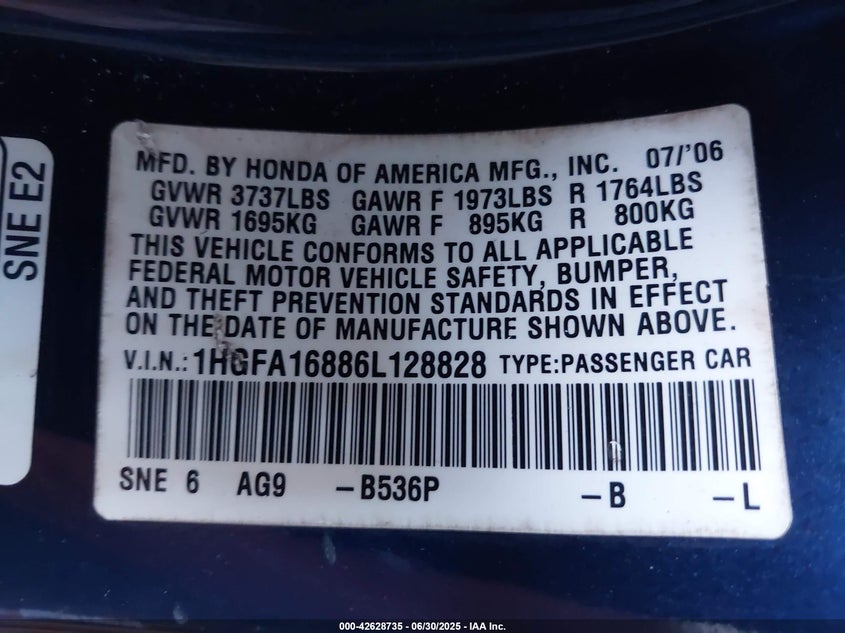 SNE E2
MFD. BY HONDA OF AMERICA MFG., INC. 07/'06
GVWR 3737LBS GAWR F 1973LBS R 1764LBS
GVWR 1695KG GAWR F 895KG R 800KG
THIS VEHICLE CONFORMS TO ALL APPLICABLE
FEDERAL MOTOR VEHICLE SAFETY, BUMPER,
AND THEFT PREVENTION STANDARDS IN EFFECT
ON THE DATE OF MANUFACTURE SHOWN ABOVE.
V.I.N.: 1HGFA16886L128828 TYPE:PASSENGER CAR
SNE 6 AG9 –B536P –B –L
000-42628735 - 06/30/2025 - IAA Inc.